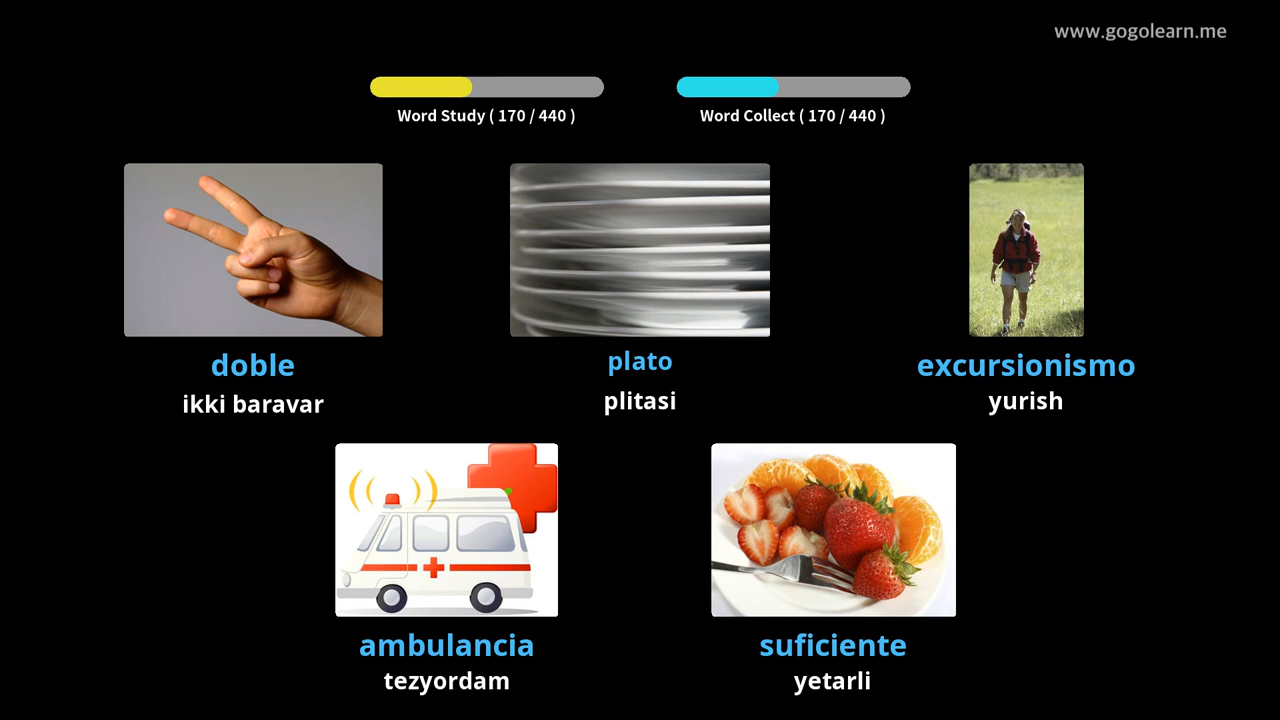 www.gogolearn.me
Word Study ( 170 / 440 )
Word Collect ( 170 / 440 )
doble
ikki baravar
plato
plitasi
excursionismo
yurish
ambulancia
tezyordam
suficiente
yetarli